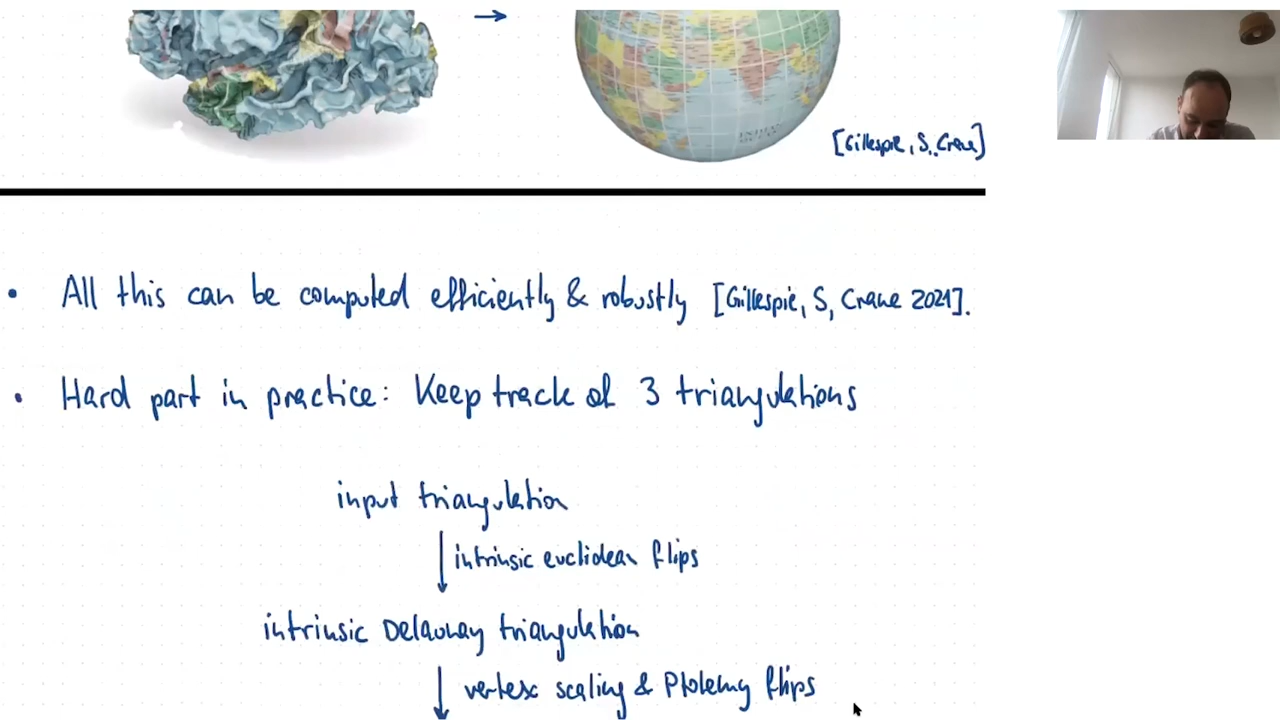 →
[Gillespie, S, Crane]
• All this can be computed efficiently & robustly [Gillespie, S, Crane 2021].
• Hard part in practice: Keep track of 3 triangulations
input triangulation
intrinsic euclidean flips
intrinsic Delaunay triangulation
vertex scaling & Ptolemy flips